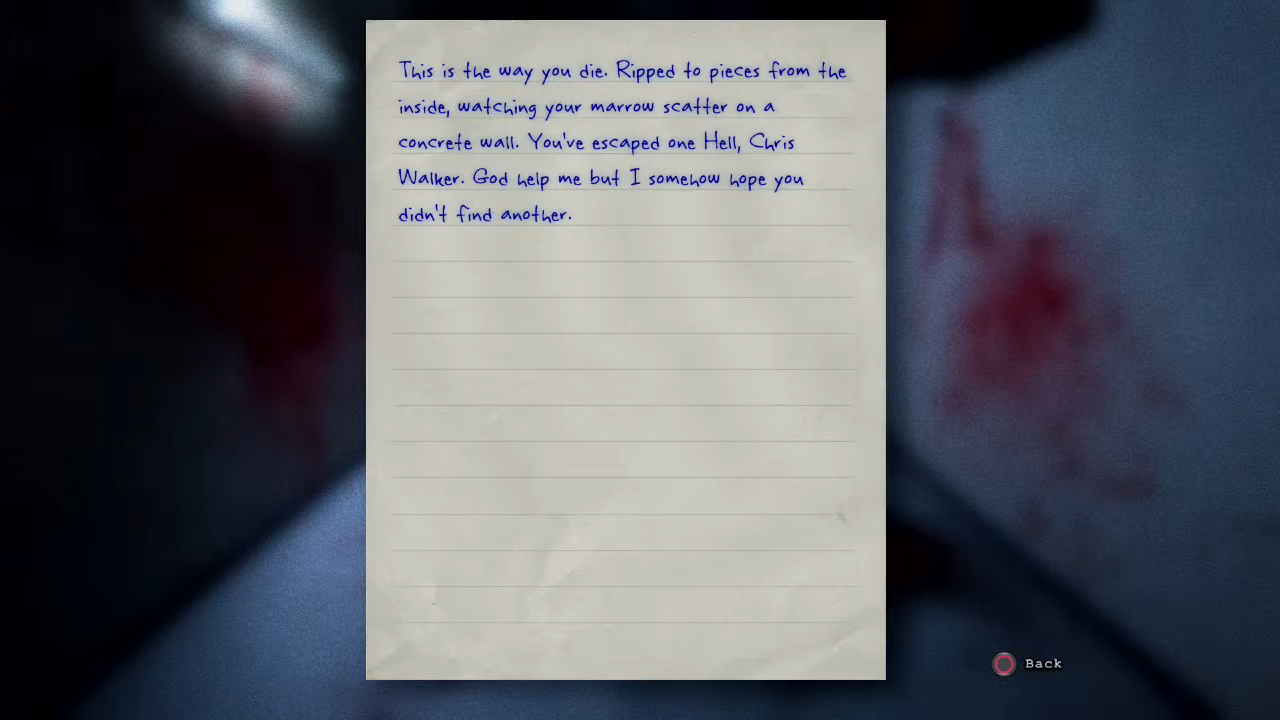 This is the way you die. Ripped to pieces from the
inside, watching your marrow scatter on a
concrete wall. You've escaped one Hell, Chris
Walker. God help me but I somehow hope you
didn't find another.
Back